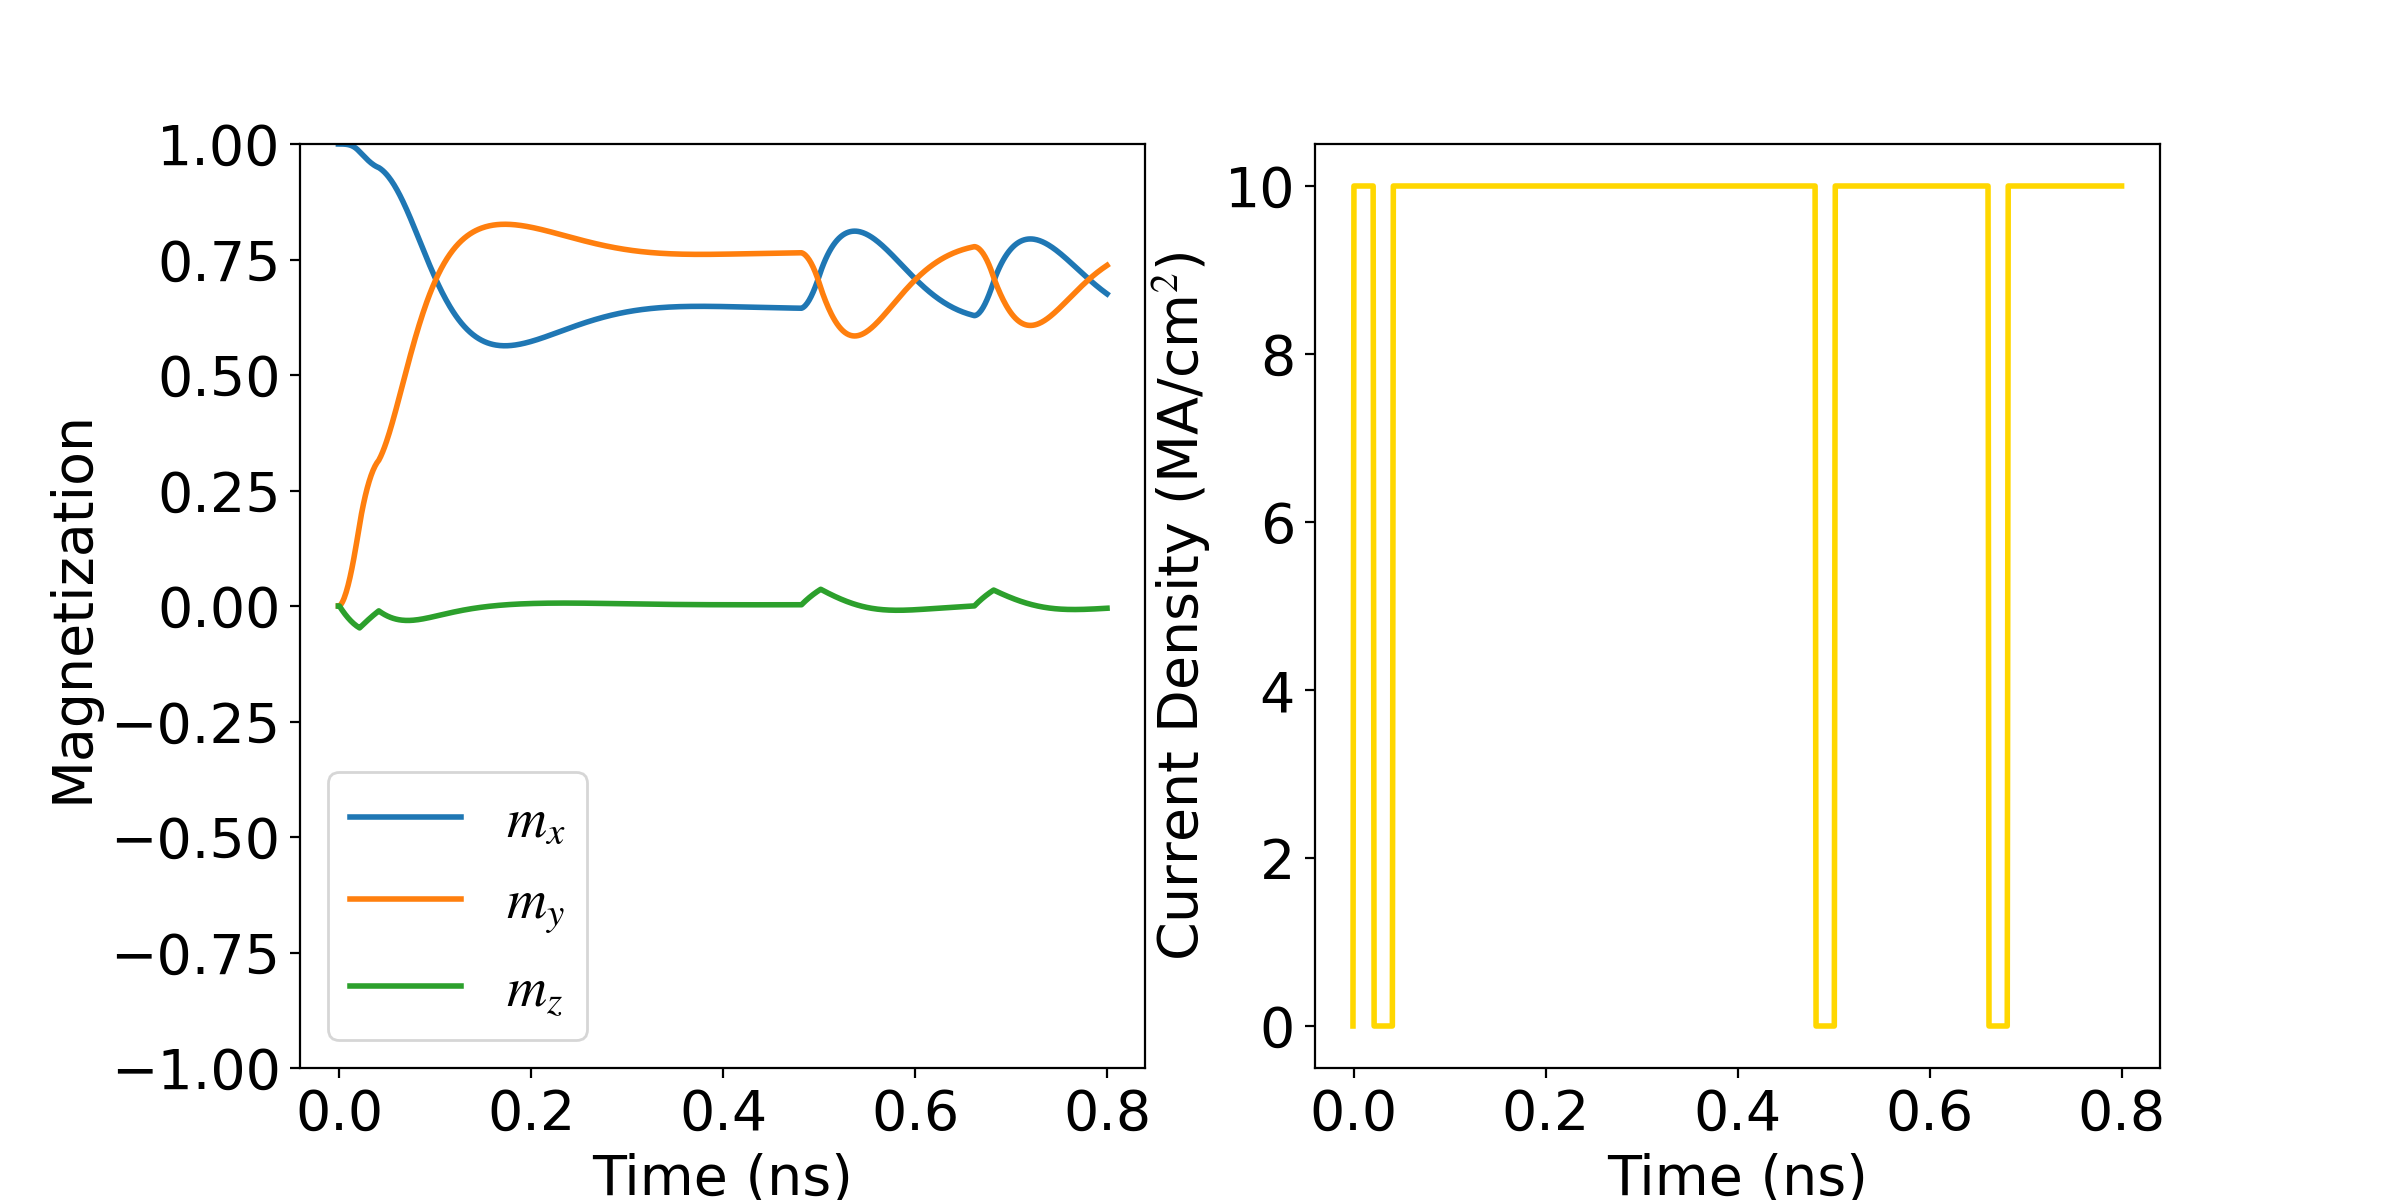 1.00
0.75
0.50
0.25
0.00
−0.25
−0.50
−0.75
−1.00
Magnetization
m_x
m_y
m_z
0.0 0.2 0.4 0.6 0.8
Time (ns)
10
8
6
4
2
0
Current Density (MA/cm²)
0.0 0.2 0.4 0.6 0.8
Time (ns)